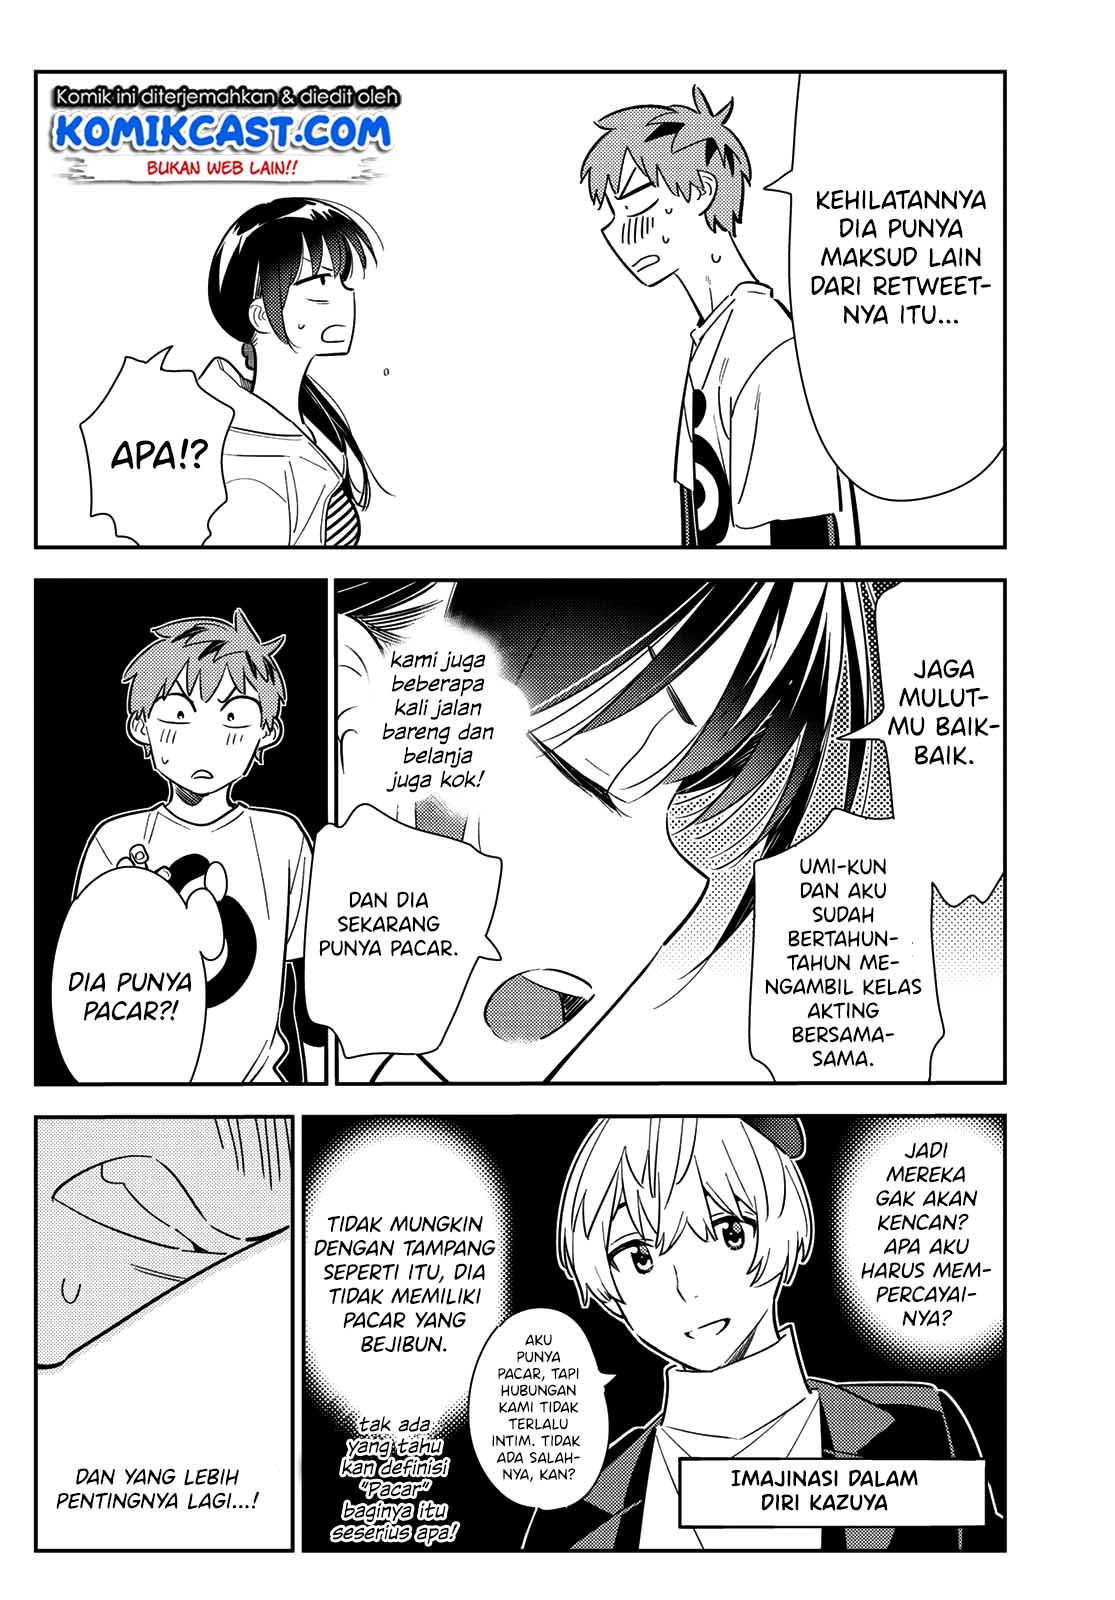 Komik ini diterjemahkan & diedit oleh
KOMIKCAST.COM
BUKAN WEB LAIN!!
KEHILATANNYA
DIA PUNYA
MAKSUD LAIN
DARI RETWEET-
NYA ITU...
APA!?
JAGA
MULUT-
MU BAIK-
BAIK.
kami juga
beberapa
kali jalan
bareng dan
belanja
juga kok!
UMI-KUN
DAN AKU
SUDAH
BERTAHUN-
TAHUN ME-
NGAMBIL KELAS
AKTING
BERSAMA-
SAMA.
DAN DIA
SEKARANG
PUNYA PACAR.
DIA PUNYA
PACAR?!
JADI
MEREKA
GAK AKAN
KENCAN?
APA AKU
HARUS MEM-
PERCAYAI-
NYA?
TIDAK MUNGKIN
DENGAN TAMPANG
SEPERTI ITU, DIA
TIDAK MEMILIKI
PACAR YANG
BEJIBUN.
AKU
PUNYA
PACAR, TAPI
HUBUNGAN
KAMI TIDAK
TERLALU
INTIM. TIDAK
ADA SALAH-
NYA, KAN?
tak ada
yang tahu
kan definisi
"Pacar"
baginya itu
seserius apa!
IMAJINASI DALAM
DIRI KAZUYA
DAN YANG LEBIH
PENTINGNYA LAGI...!